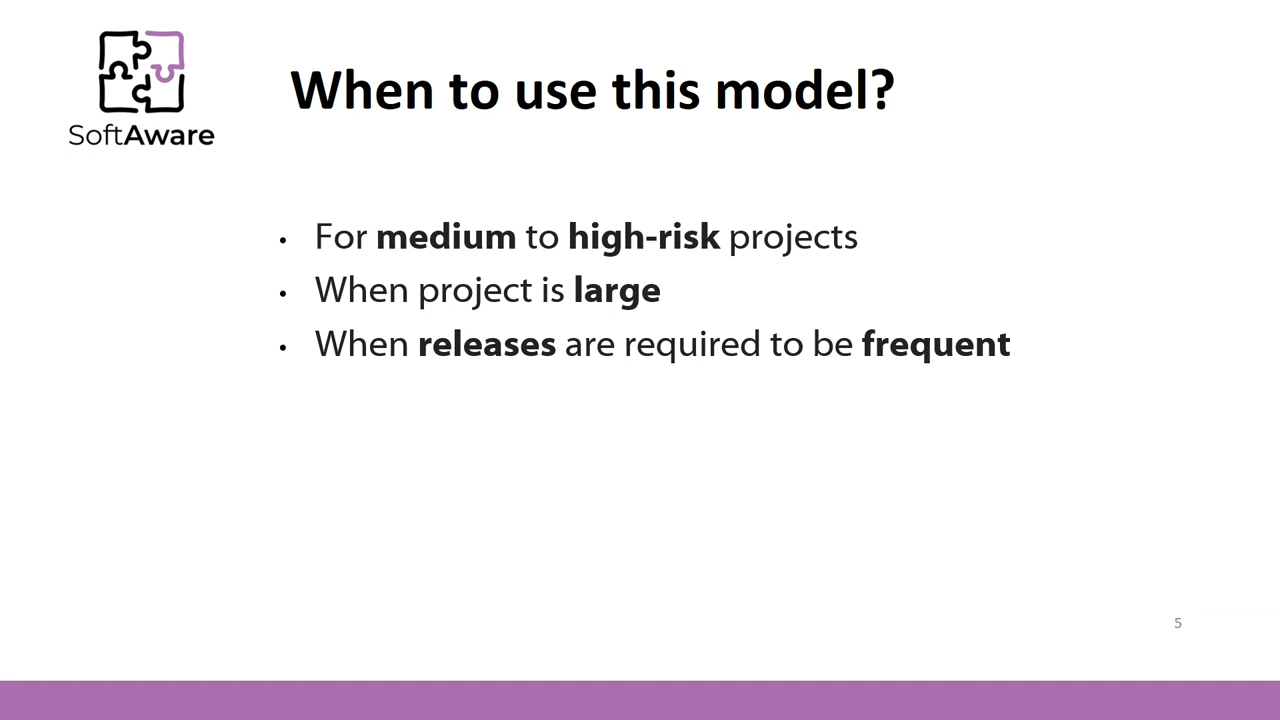 SoftAware
When to use this model?
• For medium to high-risk projects
• When project is large
• When releases are required to be frequent
5